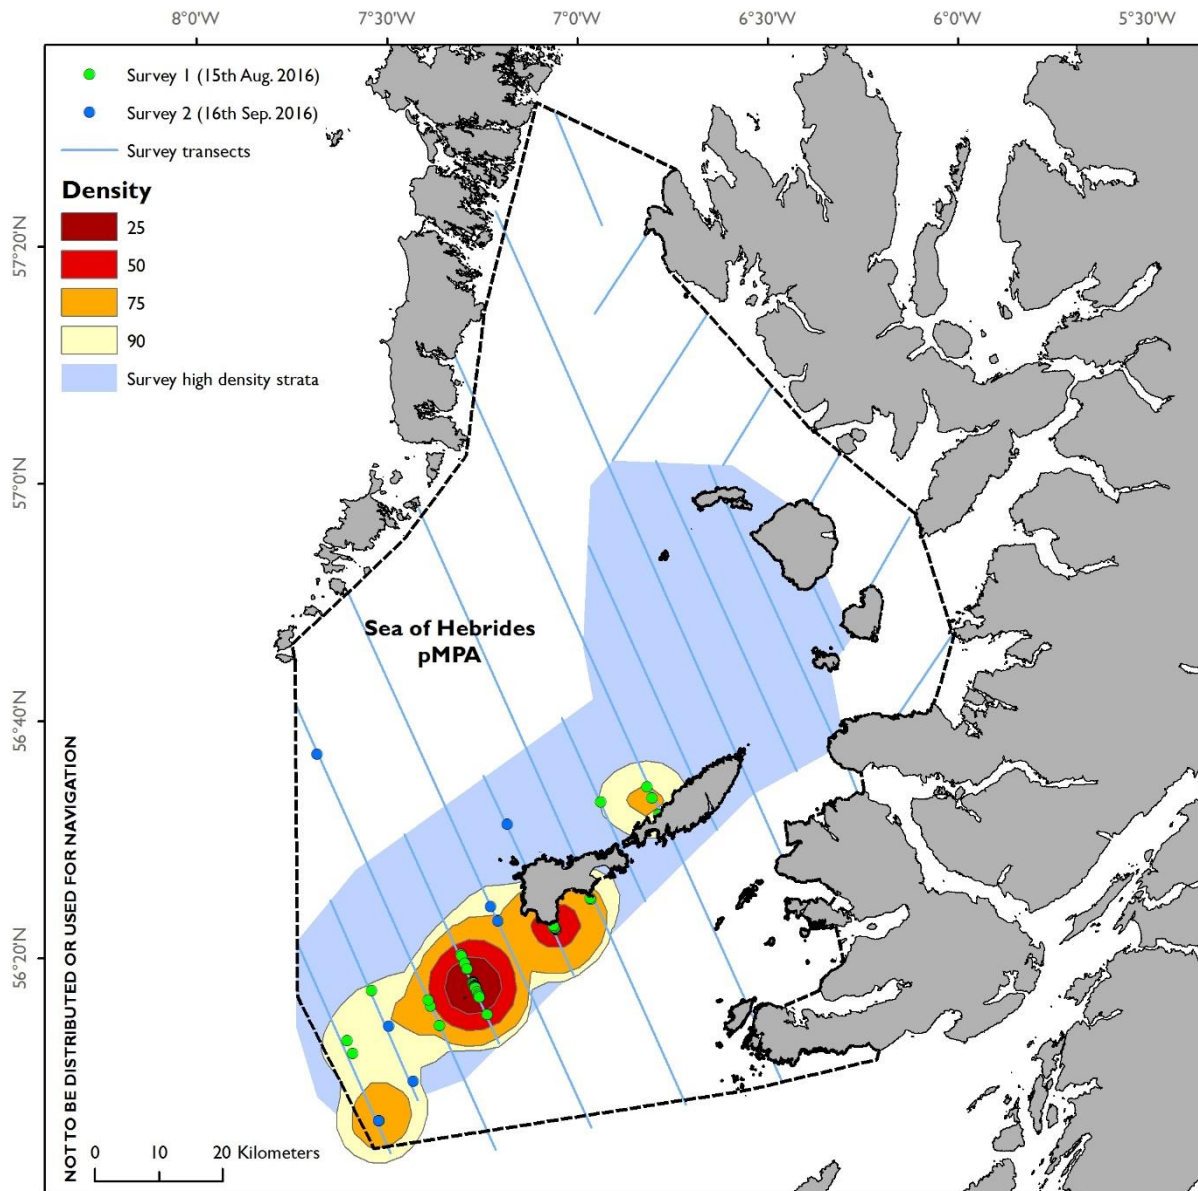 8°0'W 7°30'W 7°0'W 6°30'W 6°0'W 5°30'W
Survey 1 (15th Aug. 2016)
Survey 2 (16th Sep. 2016)
Survey transects
Density
25
50
75
90
Survey high density strata
57°20'N
57°0'N
56°40'N
56°20'N
Sea of Hebrides
pMPA
NOT TO BE DISTRIBUTED OR USED FOR NAVIGATION
0 10 20 Kilometers